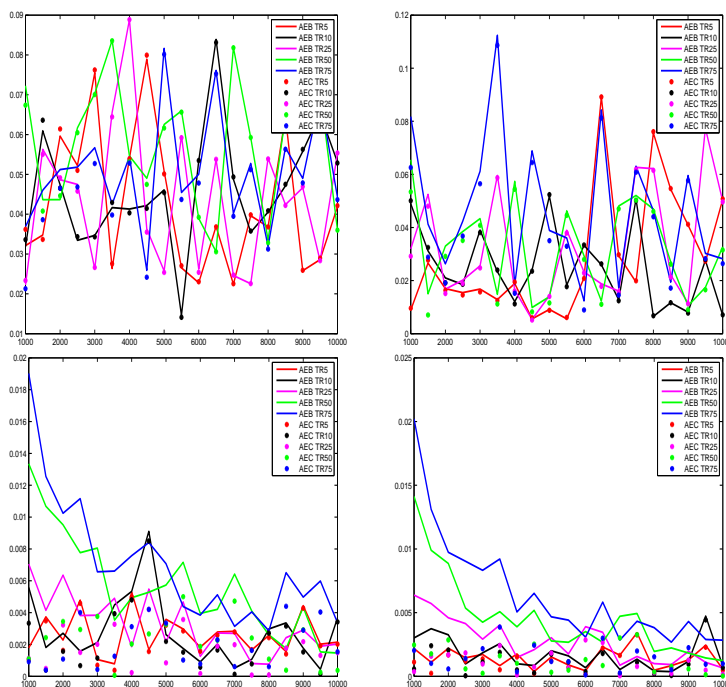 0.09
0.08
0.07
0.06
0.05
0.04
0.03
0.02
0.01
1000 2000 3000 4000 5000 6000 7000 8000 9000 10000
AEB TR5
AEB TR10
AEB TR25
AEB TR50
AEB TR75
AEC TR5
AEC TR10
AEC TR25
AEC TR50
AEC TR75
0.12
0.1
0.08
0.06
0.04
0.02
0
1000 2000 3000 4000 5000 6000 7000 8000 9000 1000
AEB TR5
AEB TR10
AEB TR25
AEB TR50
AEB TR75
AEC TR5
AEC TR10
AEC TR25
AEC TR50
AEC TR75
0.02
0.018
0.016
0.014
0.012
0.01
0.008
0.006
0.004
0.002
0
1000 2000 3000 4000 5000 6000 7000 8000 9000 10000
AEB TR5
AEB TR10
AEB TR25
AEB TR50
AEB TR75
AEC TR5
AEC TR10
AEC TR25
AEC TR50
AEC TR75
0.025
0.02
0.015
0.01
0.005
0
1000 2000 3000 4000 5000 6000 7000 8000 9000 1000
AEB TR5
AEB TR10
AEB TR25
AEB TR50
AEB TR75
AEC TR5
AEC TR10
AEC TR25
AEC TR50
AEC TR75